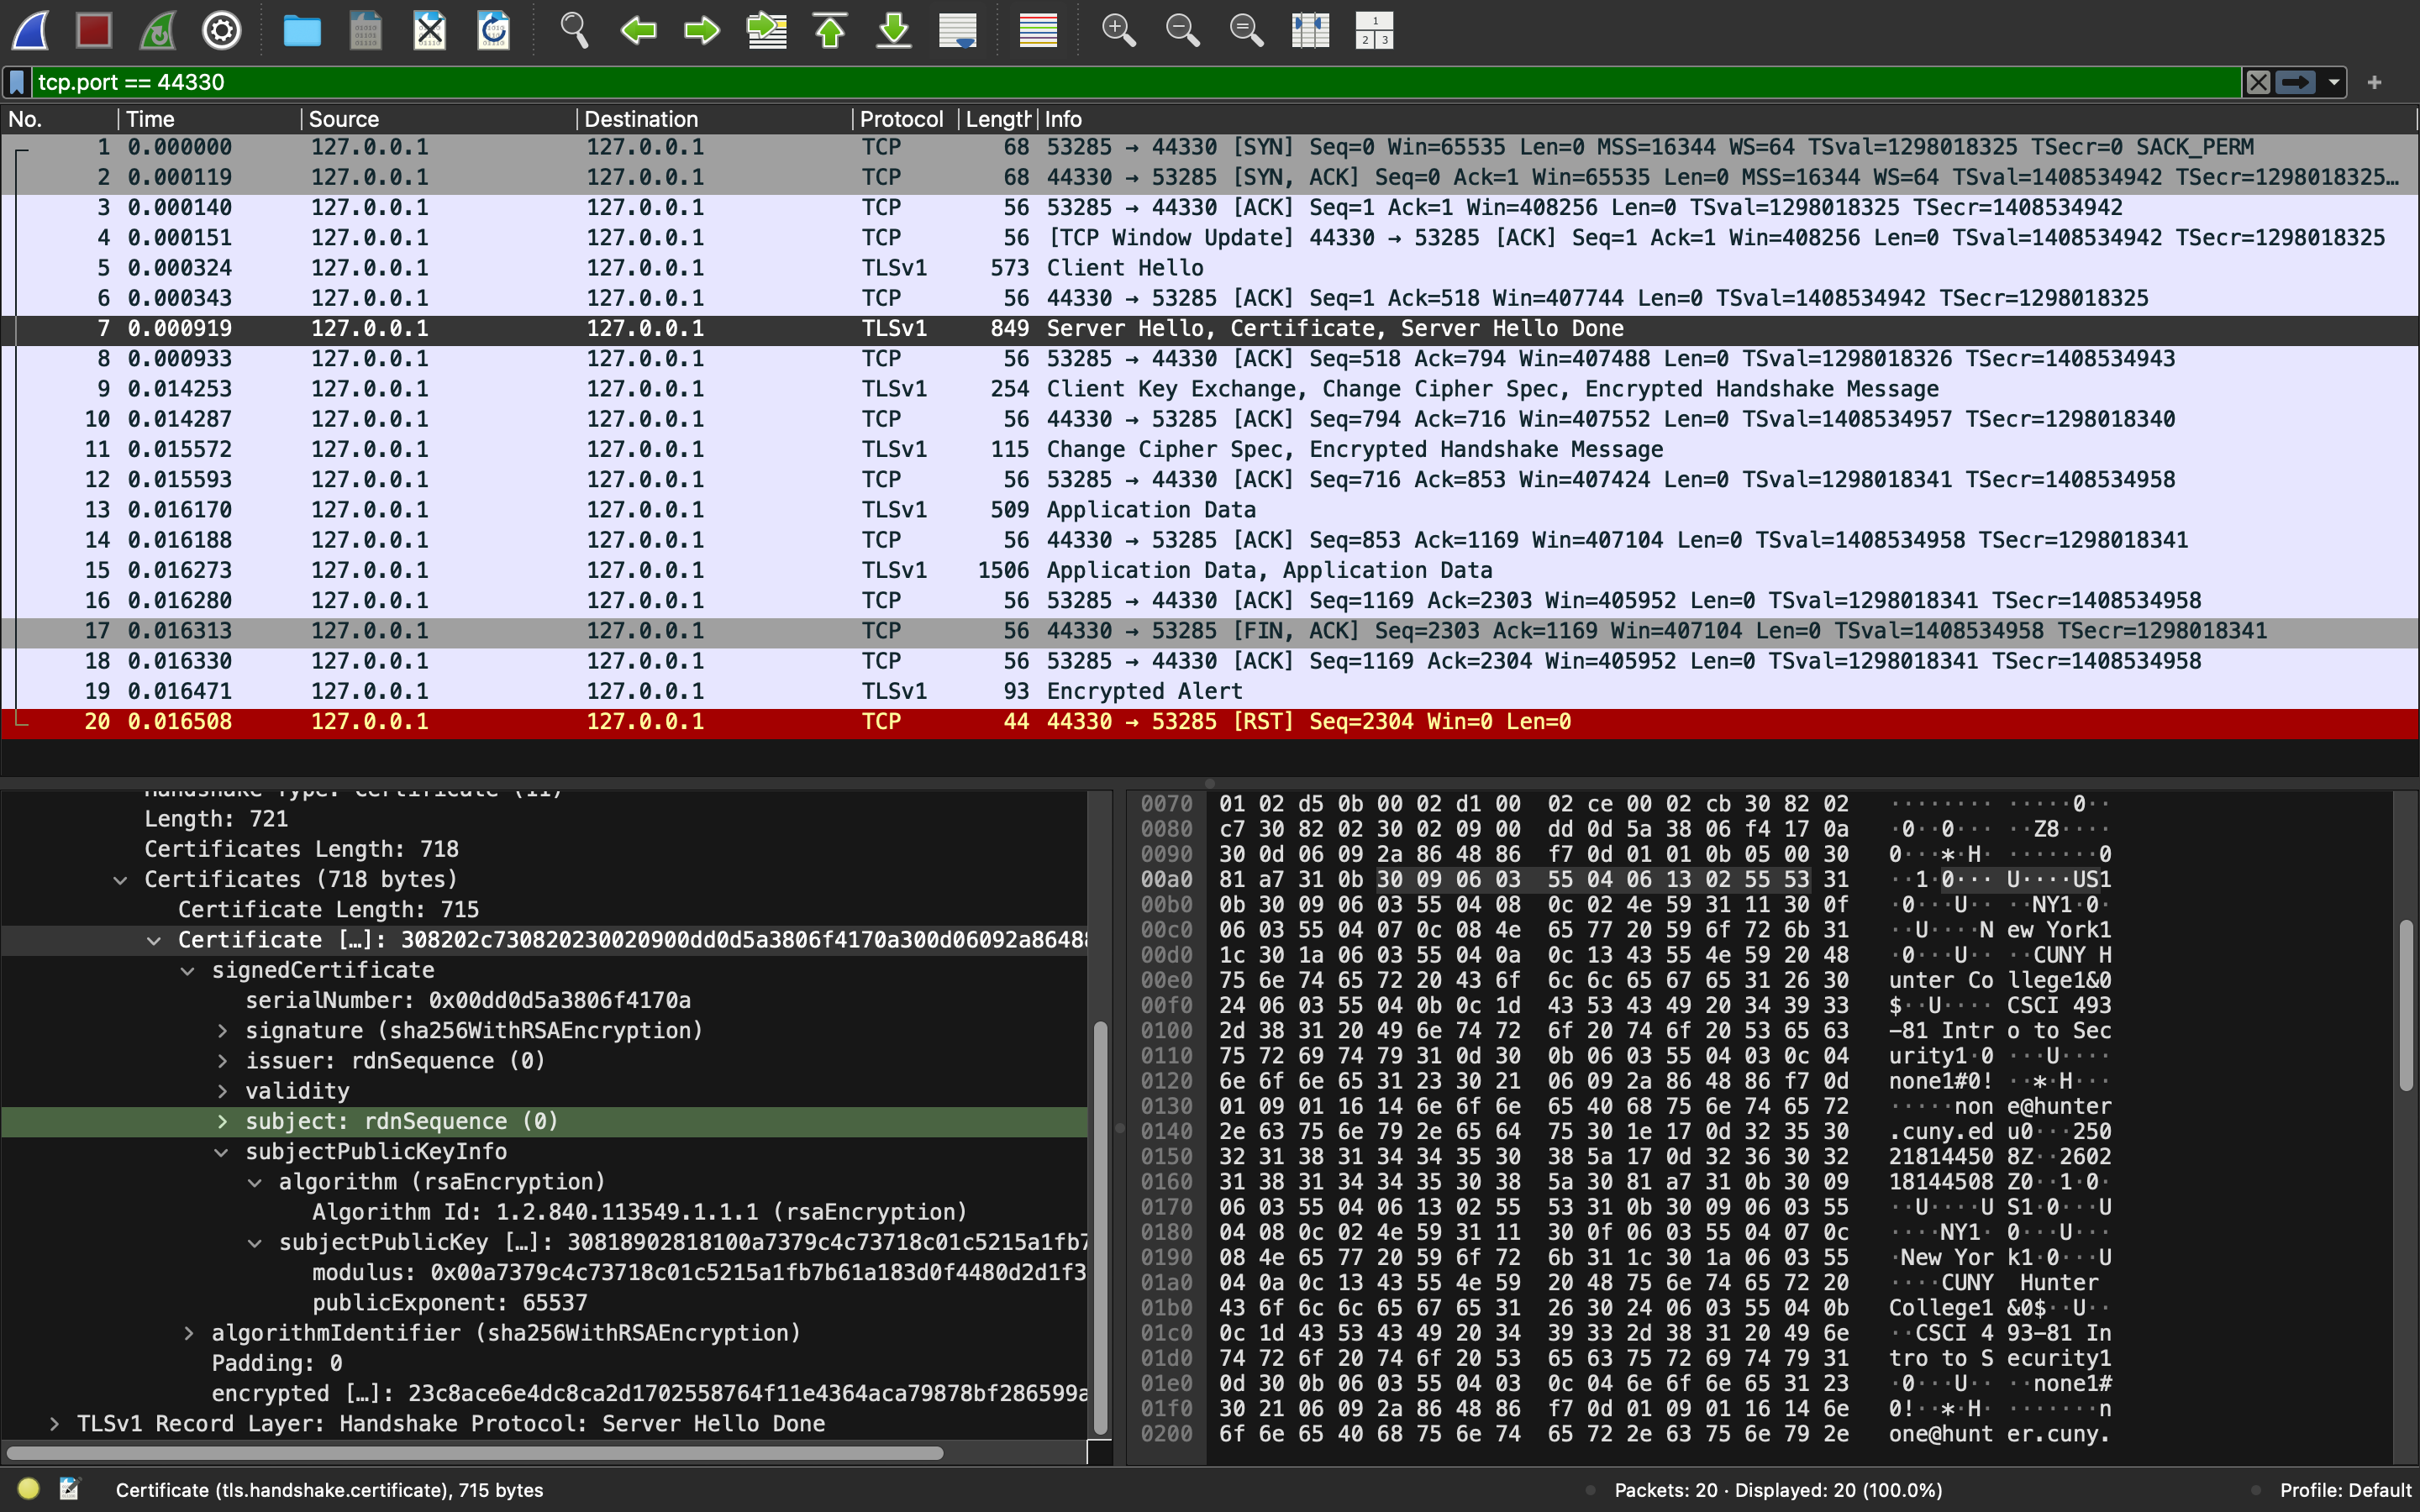 tcp.port == 44330
No. Time Source Destination Protocol Length Info
1 0.000000 127.0.0.1 127.0.0.1 TCP 68 53285 → 44330 [SYN] Seq=0 Win=65535 Len=0 MSS=16344 WS=64 TSval=1298018325 TSecr=0 SACK_PERM
2 0.000119 127.0.0.1 127.0.0.1 TCP 68 44330 → 53285 [SYN, ACK] Seq=0 Ack=1 Win=65535 Len=0 MSS=16344 WS=64 TSval=1408534942 TSecr=1298018325…
3 0.000140 127.0.0.1 127.0.0.1 TCP 56 53285 → 44330 [ACK] Seq=1 Ack=1 Win=408256 Len=0 TSval=1298018325 TSecr=1408534942
4 0.000151 127.0.0.1 127.0.0.1 TCP 56 [TCP Window Update] 44330 → 53285 [ACK] Seq=1 Ack=1 Win=408256 Len=0 TSval=1408534942 TSecr=1298018325
5 0.000324 127.0.0.1 127.0.0.1 TLSv1 573 Client Hello
6 0.000343 127.0.0.1 127.0.0.1 TCP 56 44330 → 53285 [ACK] Seq=1 Ack=518 Win=407744 Len=0 TSval=1408534942 TSecr=1298018325
7 0.000919 127.0.0.1 127.0.0.1 TLSv1 849 Server Hello, Certificate, Server Hello Done
8 0.000933 127.0.0.1 127.0.0.1 TCP 56 53285 → 44330 [ACK] Seq=518 Ack=794 Win=407488 Len=0 TSval=1298018326 TSecr=1408534943
9 0.014253 127.0.0.1 127.0.0.1 TLSv1 254 Client Key Exchange, Change Cipher Spec, Encrypted Handshake Message
10 0.014287 127.0.0.1 127.0.0.1 TCP 56 44330 → 53285 [ACK] Seq=794 Ack=716 Win=407552 Len=0 TSval=1408534957 TSecr=1298018340
11 0.015572 127.0.0.1 127.0.0.1 TLSv1 115 Change Cipher Spec, Encrypted Handshake Message
12 0.015593 127.0.0.1 127.0.0.1 TCP 56 53285 → 44330 [ACK] Seq=716 Ack=853 Win=407424 Len=0 TSval=1298018341 TSecr=1408534958
13 0.016170 127.0.0.1 127.0.0.1 TLSv1 509 Application Data
14 0.016188 127.0.0.1 127.0.0.1 TCP 56 44330 → 53285 [ACK] Seq=853 Ack=1169 Win=407104 Len=0 TSval=1408534958 TSecr=1298018341
15 0.016273 127.0.0.1 127.0.0.1 TLSv1 1506 Application Data, Application Data
16 0.016280 127.0.0.1 127.0.0.1 TCP 56 53285 → 44330 [ACK] Seq=1169 Ack=2303 Win=405952 Len=0 TSval=1298018341 TSecr=1408534958
17 0.016313 127.0.0.1 127.0.0.1 TCP 56 44330 → 53285 [FIN, ACK] Seq=2303 Ack=1169 Win=407104 Len=0 TSval=1408534958 TSecr=1298018341
18 0.016330 127.0.0.1 127.0.0.1 TCP 56 53285 → 44330 [ACK] Seq=1169 Ack=2304 Win=405952 Len=0 TSval=1298018341 TSecr=1408534958
19 0.016471 127.0.0.1 127.0.0.1 TLSv1 93 Encrypted Alert
20 0.016508 127.0.0.1 127.0.0.1 TCP 44 44330 → 53285 [RST] Seq=2304 Win=0 Len=0
Handshake Type: Certificate (11)
Length: 721
Certificates Length: 718
Certificates (718 bytes)
Certificate Length: 715
Certificate […]: 308202c730820230020900dd0d5a3806f4170a300d06092a86488
signedCertificate
serialNumber: 0x00dd0d5a3806f4170a
signature (sha256WithRSAEncryption)
issuer: rdnSequence (0)
validity
subject: rdnSequence (0)
subjectPublicKeyInfo
algorithm (rsaEncryption)
Algorithm Id: 1.2.840.113549.1.1.1 (rsaEncryption)
subjectPublicKey […]: 30818902818100a7379c4c73718c01c5215a1fb7
modulus: 0x00a7379c4c73718c01c5215a1fb7b61a183d0f4480d2d1f3
publicExponent: 65537
algorithmIdentifier (sha256WithRSAEncryption)
Padding: 0
encrypted […]: 23c8ace6e4dc8ca2d1702558764f11e4364aca79878bf286599a
TLSv1 Record Layer: Handshake Protocol: Server Hello Done
0070 01 02 d5 0b 00 02 d1 00 02 ce 00 02 cb 30 82 02 ········ ·····0··
0080 c7 30 82 02 30 02 09 00 dd 0d 5a 38 06 f4 17 0a ·0··0··· ··Z8····
0090 30 0d 06 09 2a 86 48 86 f7 0d 01 01 0b 05 00 30 0···*·H· ·······0
00a0 81 a7 31 0b 30 09 06 03 55 04 06 13 02 55 53 31 ··1·0··· U····US1
00b0 0b 30 09 06 03 55 04 08 0c 02 4e 59 31 11 30 0f ·0···U·· ··NY1·0·
00c0 06 03 55 04 07 0c 08 4e 65 77 20 59 6f 72 6b 31 ··U····N ew York1
00d0 1c 30 1a 06 03 55 04 0a 0c 13 43 55 4e 59 20 48 ·0···U·· ··CUNY H
00e0 75 6e 74 65 72 20 43 6f 6c 6c 65 67 65 31 26 30 unter Co llege1&0
00f0 24 06 03 55 04 0b 0c 1d 43 53 43 49 20 34 39 33 $··U···· CSCI 493
0100 2d 38 31 20 49 6e 74 72 6f 20 74 6f 20 53 65 63 -81 Intr o to Sec
0110 75 72 69 74 79 31 0d 30 0b 06 03 55 04 03 0c 04 urity1·0 ···U····
0120 6e 6f 6e 65 31 23 30 21 06 09 2a 86 48 86 f7 0d none1#0! ··*·H···
0130 01 09 01 16 14 6e 6f 6e 65 40 68 75 6e 74 65 72 ·····non e@hunter
0140 2e 63 75 6e 79 2e 65 64 75 30 1e 17 0d 32 35 30 .cuny.ed u0···250
0150 32 31 38 31 34 34 35 30 38 5a 17 0d 32 36 30 32 21814450 8Z··2602
0160 31 38 31 34 34 35 30 38 5a 30 81 a7 31 0b 30 09 18144508 Z0··1·0·
0170 06 03 55 04 06 13 02 55 53 31 0b 30 09 06 03 55 ··U····U S1·0···U
0180 04 08 0c 02 4e 59 31 11 30 0f 06 03 55 04 07 0c ····NY1· 0···U···
0190 08 4e 65 77 20 59 6f 72 6b 31 1c 30 1a 06 03 55 ·New Yor k1·0···U
01a0 04 0a 0c 13 43 55 4e 59 20 48 75 6e 74 65 72 20 ····CUNY  Hunter
01b0 43 6f 6c 6c 65 67 65 31 26 30 24 06 03 55 04 0b College1 &0$··U··
01c0 0c 1d 43 53 43 49 20 34 39 33 2d 38 31 20 49 6e ··CSCI 4 93-81 In
01d0 74 72 6f 20 74 6f 20 53 65 63 75 72 69 74 79 31 tro to S ecurity1
01e0 0d 30 0b 06 03 55 04 03 0c 04 6e 6f 6e 65 31 23 ·0···U·· ··none1#
01f0 30 21 06 09 2a 86 48 86 f7 0d 01 09 01 16 14 6e 0!··*·H· ·······n
0200 6f 6e 65 40 68 75 6e 74 65 72 2e 63 75 6e 79 2e one@hunt er.cuny.
Certificate (tls.handshake.certificate), 715 bytes
Packets: 20 · Displayed: 20 (100.0%)
Profile: Default